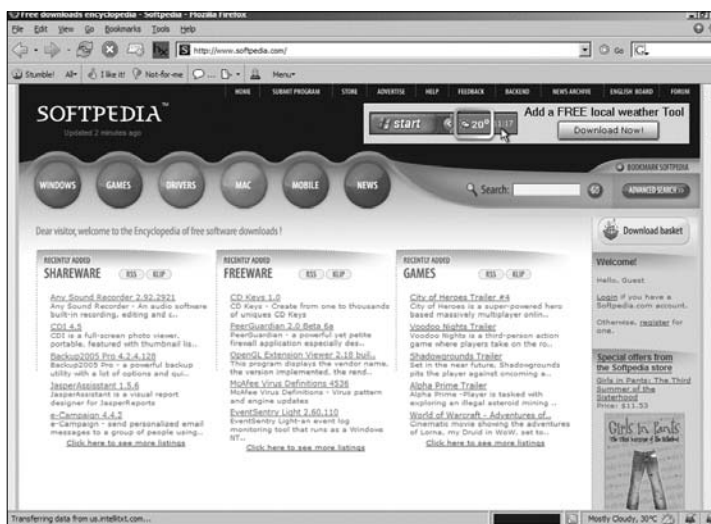 Free downloads encyclopedia - Softpedia - Mozilla Firefox
File Edit View Go Bookmarks Tools Help
http://www.softpedia.com/
Go
G
Stumble! All I like it! Not-for-me Menu
HOME SUBMIT PROGRAM STORE ADVERTISE HELP FEEDBACK BACKEND NEWS ARCHIVE ENGLISH BOARD FORUM
SOFTPEDIA™
Updated 2 minutes ago
start 20° 11:17
Add a FREE local weather Tool
Download Now!
BOOKMARK SOFTPEDIA
WINDOWS GAMES DRIVERS MAC MOBILE NEWS
Search: GO ADVANCED SEARCH >>
Dear visitor, welcome to the Encyclopedia of free software downloads !
Download basket
RECENTLY ADDED
SHAREWARE RSS KLIP
Any Sound Recorder 2.92.2921
Any Sound Recorder - An audio software
built-in recording, editing and c..
CDI 4.5
CDI is a full-screen photo viewer,
portable, featured with thumbnail lis..
Backup2005 Pro 4.2.4.128
Backup2005 Pro - a powerful backup
utility with a lot of options and qui..
JasperAssistant 1.5.6
JasperAssistant is a visual report
designer for JasperReports
e-Campaign 4.4.2
e-Campaign - send personalized email
messages to a group of people using..
Click here to see more listings
RECENTLY ADDED
FREEWARE RSS KLIP
CD Keys 1.0
CD Keys - Create from one to thousands
of uniques CD Keys
PeerGuardian 2.0 Beta 6a
PeerGuardian - a powerful yet petite
firewall application especially des..
OpenGL Extension Viewer 2.18 buil..
This program displays the vendor name,
the version implemented, the rend..
McAfee Virus Definitions 4536
McAfee Virus Definitions - Virus pattern
and engine updates
EventSentry Light 2.60.110
EventSentry Light-an event log
monitoring tool that runs as a Windows
NT..
Click here to see more listings
RECENTLY ADDED
GAMES RSS KLIP
City of Heroes Trailer #4
City of Heroes is a super-powered hero
based massively multiplayer onlin..
Voodoo Nights Trailer
Voodoo Nights is a third-person action
game where players take on the ro..
Shadowgrounds Trailer
Set in the near future, Shadowgrounds
pits the player against oncoming a..
Alpha Prime Trailer
Alpha Prime -Player is tasked with
exploring an illegal asteroid mining ..
World of Warcraft - Adventures of..
Cinematic movie showing the adventures
of Lorna, my Druid in WoW, set to..
Click here to see more listings
Welcome!
Hello, Guest
Login if you have a
Softpedia.com account.
Otherwise, register for
one.
Special offers from
the Softpedia store
Girls in Pants: The Third
Summer of the
Sisterhood
Price: $11.53
Girls in Pants
Transferring data from us.intellitxt.com...
Mostly Cloudy, 30°C